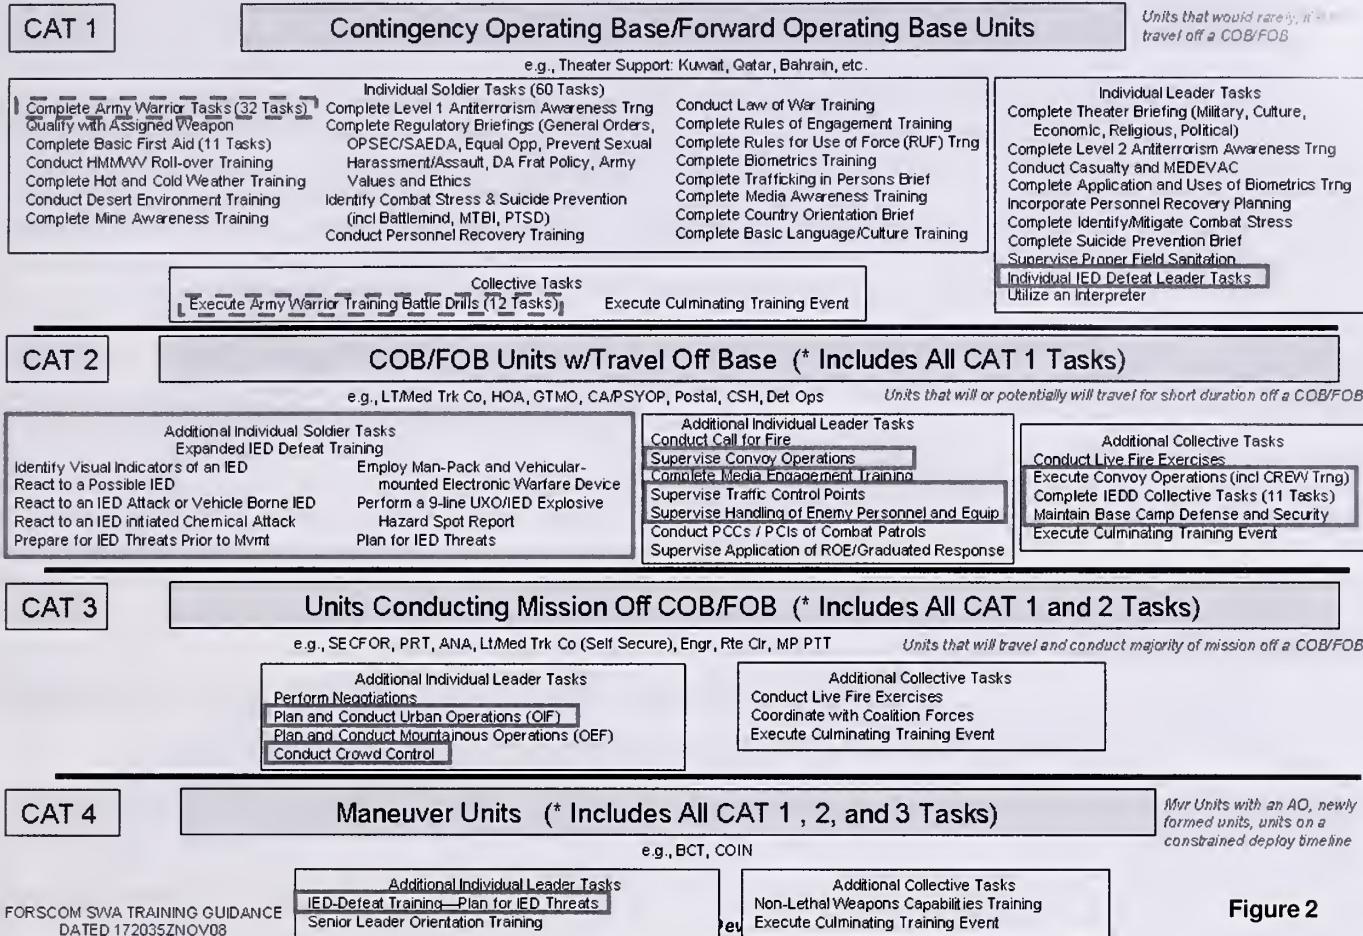 CAT 1
Contingency Operating Base/Forward Operating Base Units
Units that would rarely, if
travel off a COB/FOB
e.g., Theater Support: Kuwait, Qatar, Bahrain, etc.
Individual Soldier Tasks (60 Tasks)
Complete Army Warrior Tasks (32 Tasks)
Qualify with Assigned Weapon
Complete Basic First Aid (11 Tasks)
Conduct HMMWV Roll-over Training
Complete Hot and Cold Weather Training
Conduct Desert Environment Training
Complete Mine Awareness Training
Complete Level 1 Antiterrorism Awareness Trng
Complete Regulatory Briefings (General Orders,
OPSEC/SAEDA, Equal Opp, Prevent Sexual
Harassment/Assault, DA Frat Policy, Army
Values and Ethics
Identify Combat Stress & Suicide Prevention
(incl Battlemind, MTBI, PTSD)
Conduct Personnel Recovery Training
Conduct Law of War Training
Complete Rules of Engagement Training
Complete Rules for Use of Force (RUF) Trng
Complete Biometrics Training
Complete Trafficking in Persons Brief
Complete Media Awareness Training
Complete Country Orientation Brief
Complete Basic Language/Culture Training
Individual Leader Tasks
Complete Theater Briefing (Military, Culture,
Economic, Religious, Political)
Complete Level 2 Antiterrorism Awareness Trng
Conduct Casualty and MEDEVAC
Complete Application and Uses of Biometrics Trng
Incorporate Personnel Recovery Planning
Complete Identify/Mitigate Combat Stress
Complete Suicide Prevention Brief
Supervise Proper Field Sanitation
Individual IED Defeat Leader Tasks
Utilize an Interpreter
Collective Tasks
Execute Army Warrior Training Battle Drills (12 Tasks)
Execute Culminating Training Event
CAT 2
COB/FOB Units w/Travel Off Base (* Includes All CAT 1 Tasks)
e.g., LT/Med Trk Co, HOA, GTMO, CA/PSYOP, Postal, CSH, Det Ops
Units that will or potentially will travel for short duration off a COB/FOB
Additional Individual Soldier Tasks
Expanded IED Defeat Training
Identify Visual Indicators of an IED
React to a Possible IED
React to an IED Attack or Vehicle Borne IED
React to an IED initiated Chemical Attack
Prepare for IED Threats Prior to Mvmt
Employ Man-Pack and Vehicular-
mounted Electronic Warfare Device
Perform a 9-line UXO/IED Explosive
Hazard Spot Report
Plan for IED Threats
Additional Individual Leader Tasks
Conduct Call for Fire
Supervise Convoy Operations
Complete Media Engagement Training
Supervise Traffic Control Points
Supervise Handling of Enemy Personnel and Equip
Conduct PCCs / PCIs of Combat Patrols
Supervise Application of ROE/Graduated Response
Additional Collective Tasks
Conduct Live Fire Exercises
Execute Convoy Operations (incl CREW Trng)
Complete IEDD Collective Tasks (11 Tasks)
Maintain Base Camp Defense and Security
Execute Culminating Training Event
CAT 3
Units Conducting Mission Off COB/FOB (* Includes All CAT 1 and 2 Tasks)
e.g., SECFOR, PRT, ANA, Lt/Med Trk Co (Self Secure), Engr, Rte Clr, MP PTT
Units that will travel and conduct majority of mission off a COB/FOB
Additional Individual Leader Tasks
Perform Negotiations
Plan and Conduct Urban Operations (OIF)
Plan and Conduct Mountainous Operations (OEF)
Conduct Crowd Control
Additional Collective Tasks
Conduct Live Fire Exercises
Coordinate with Coalition Forces
Execute Culminating Training Event
CAT 4
Maneuver Units (* Includes All CAT 1 , 2, and 3 Tasks)
Mvr Units with an AO, newly
formed units, units on a
constrained deploy timeline
e.g., BCT, COIN
Additional Individual Leader Tasks
IED-Defeat Training—Plan for IED Threats
Senior Leader Orientation Training
Additional Collective Tasks
Non-Lethal Weapons Capabilities Training
Execute Culminating Training Event
FORSCOM SWA TRAINING GUIDANCE
DATED 172035ZNOV08
Figure 2